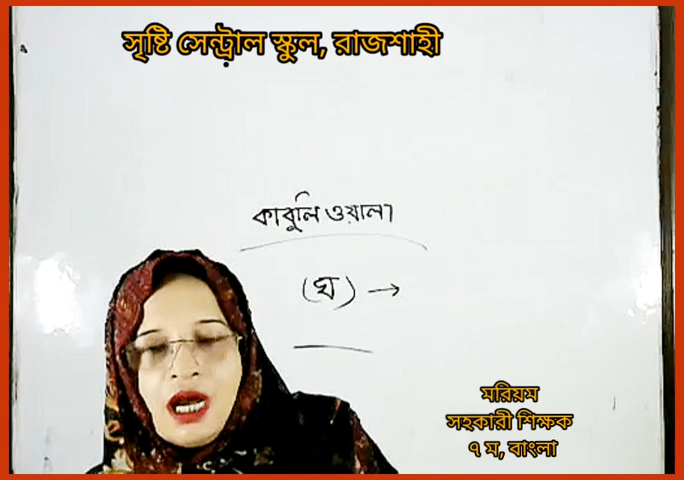 সৃষ্টি সেন্ট্রাল স্কুল, রাজশাহী
কাবুলিওয়ালা
(ঘ) →
মরিয়ম
সহকারী শিক্ষক
৭ ম, বাংলা